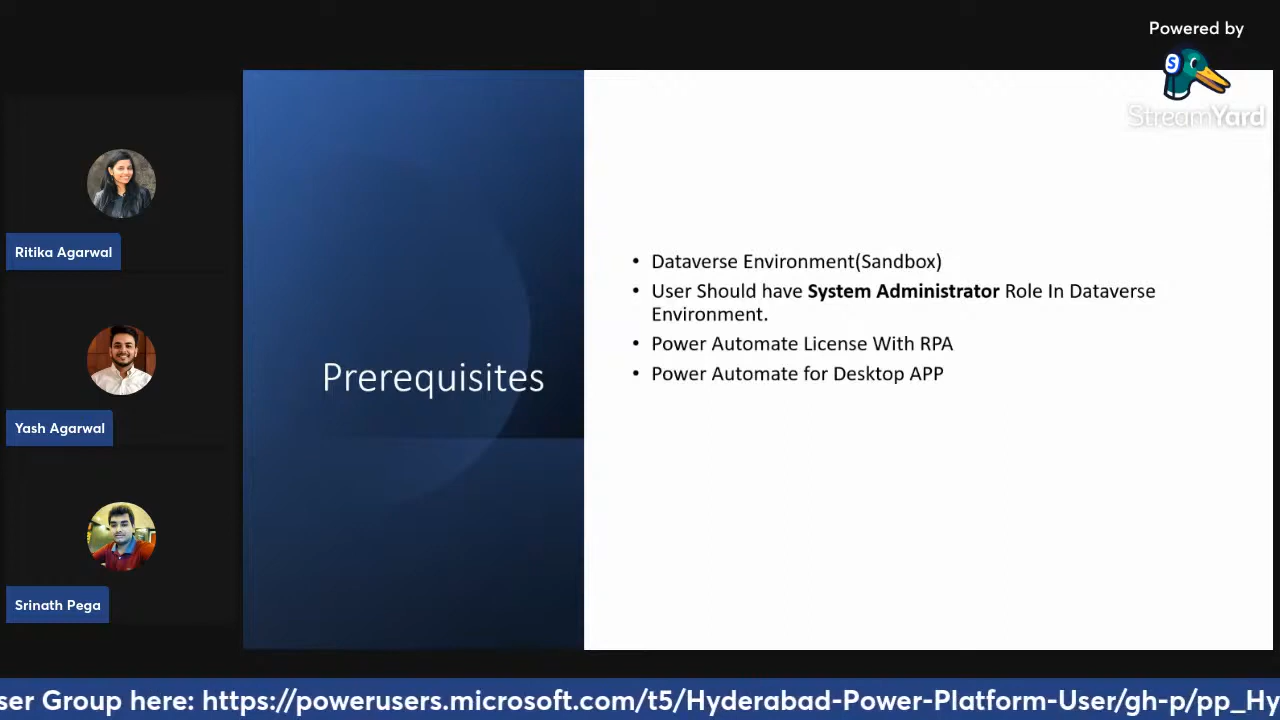 Powered by
StreamYard
Ritika Agarwal
Yash Agarwal
Srinath Pega
Prerequisites
• Dataverse Environment(Sandbox)
• User Should have System Administrator Role In Dataverse
Environment.
• Power Automate License With RPA
• Power Automate for Desktop APP
ser Group here: https://powerusers.microsoft.com/t5/Hyderabad-Power-Platform-User/gh-p/pp_Hy